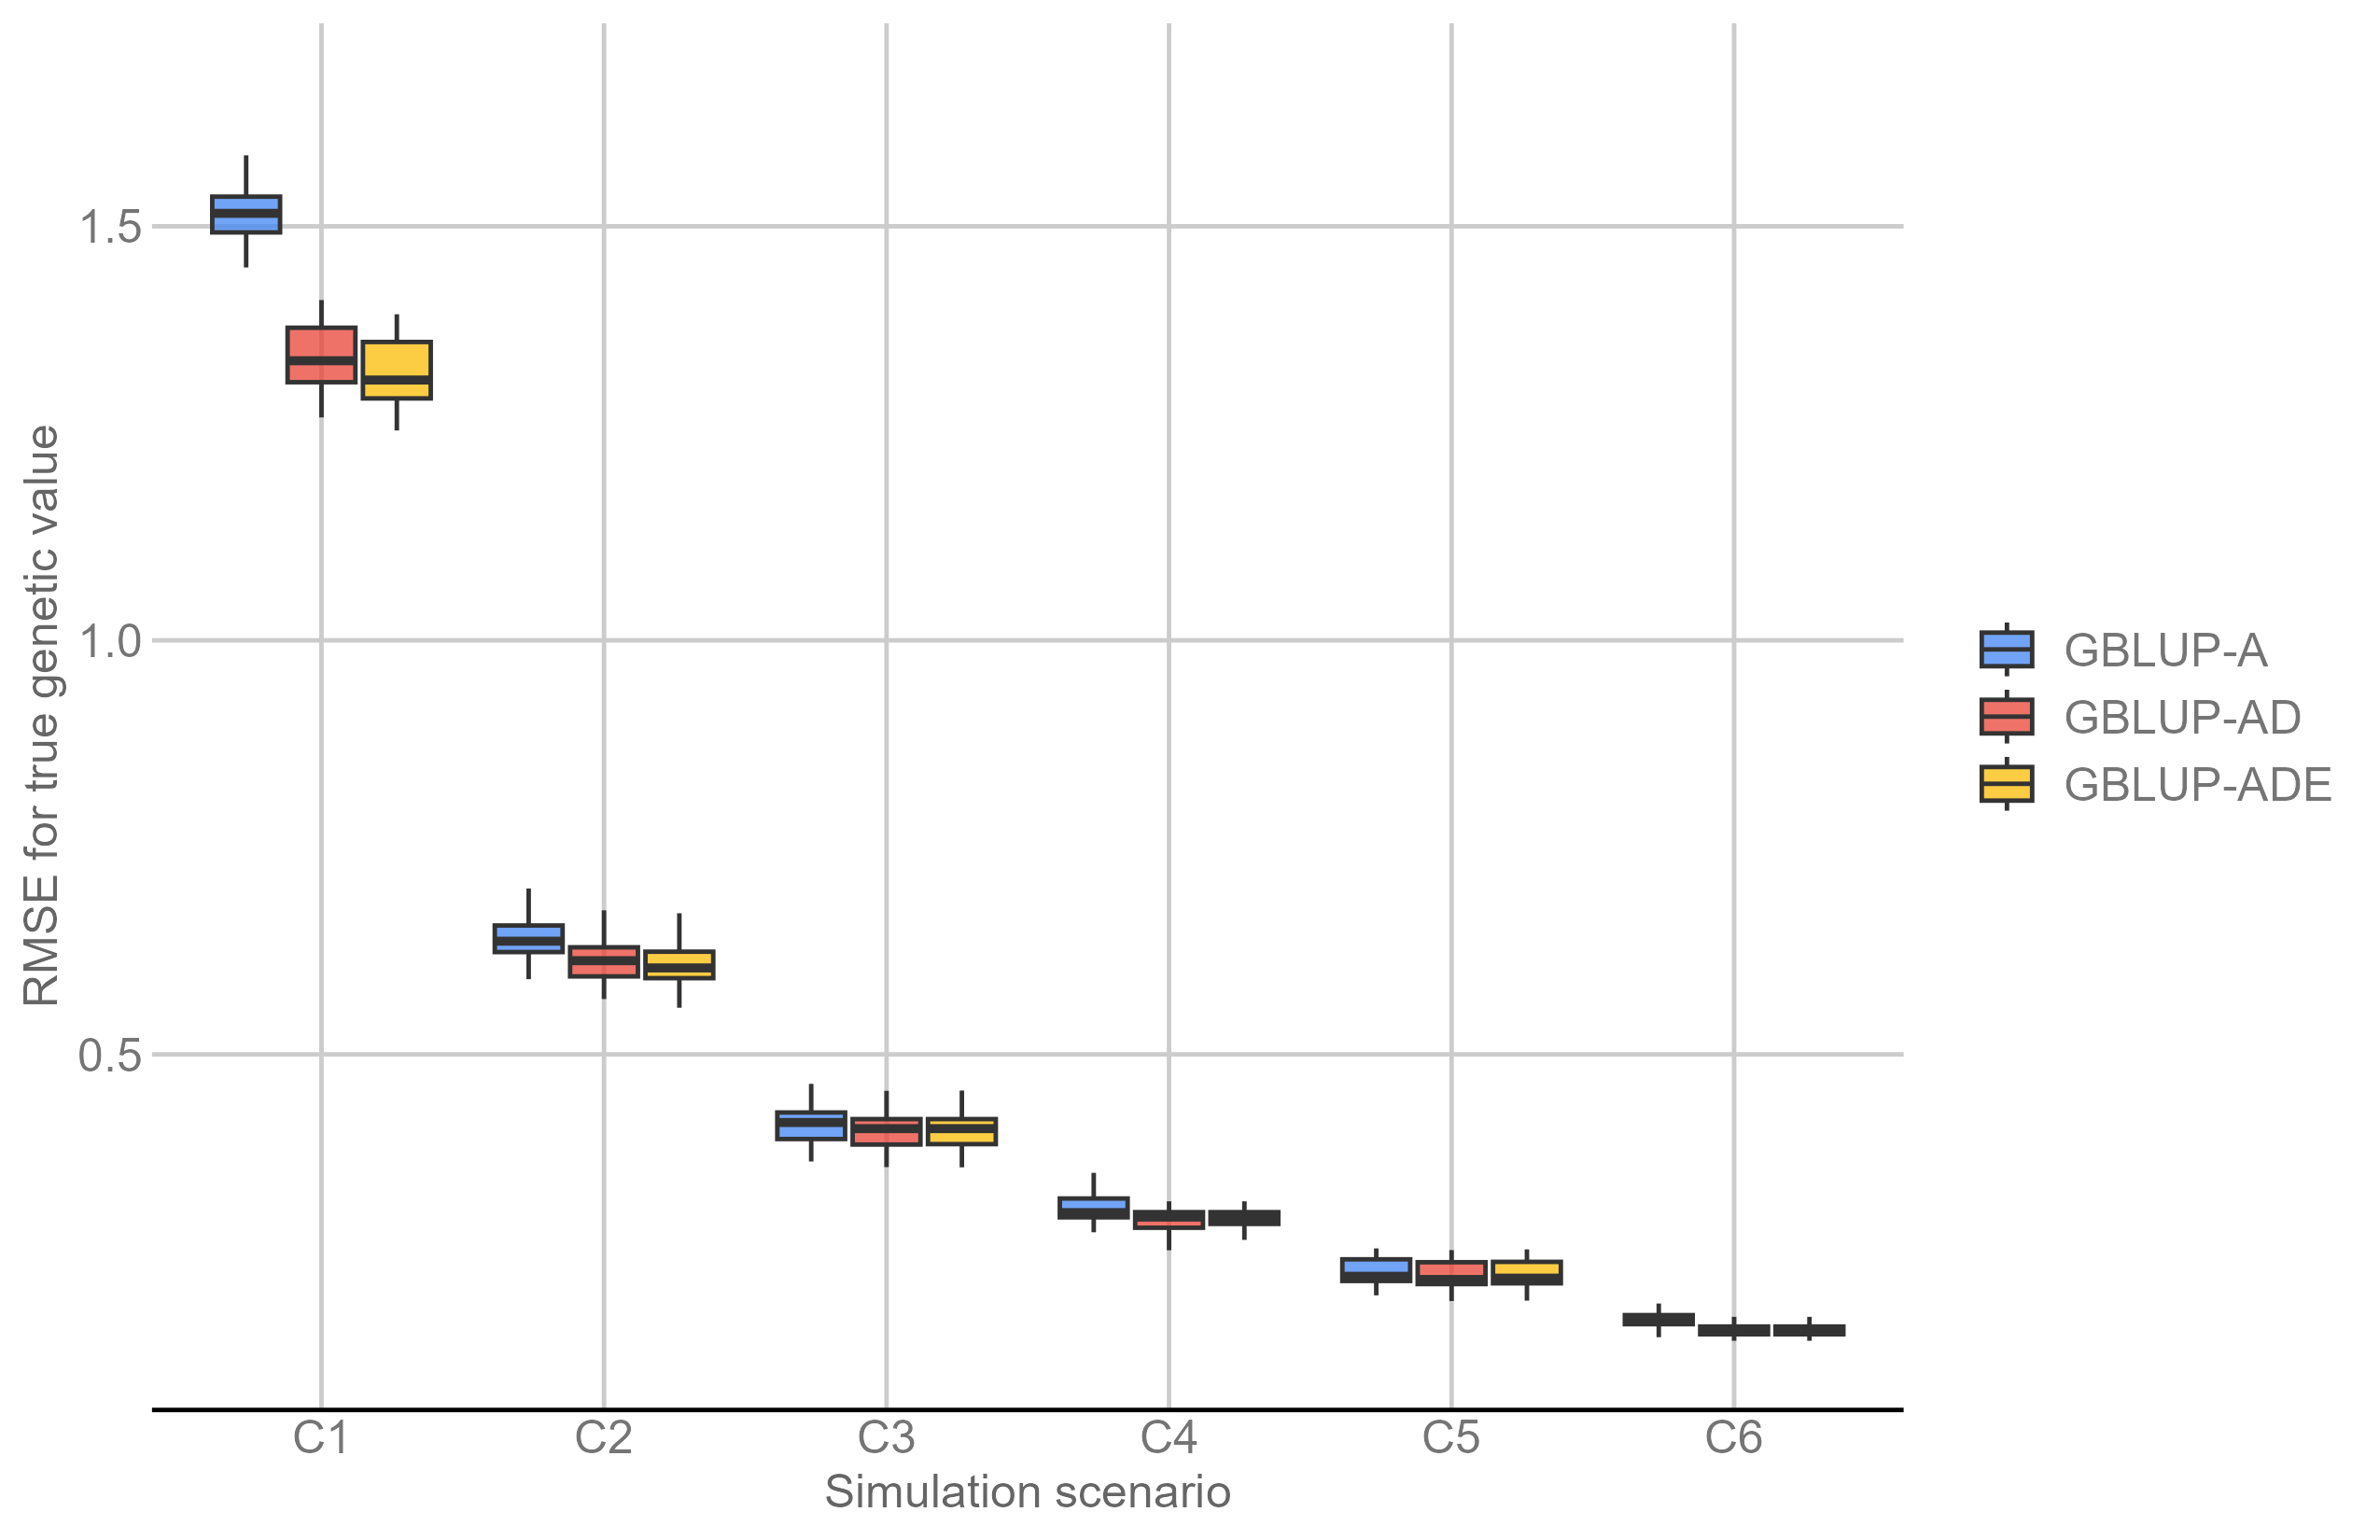 RMSE for true genetic value
1.5
1.0
0.5
C1
C2
C3
C4
C5
C6
Simulation scenario
GBLUP-A
GBLUP-AD
GBLUP-ADE